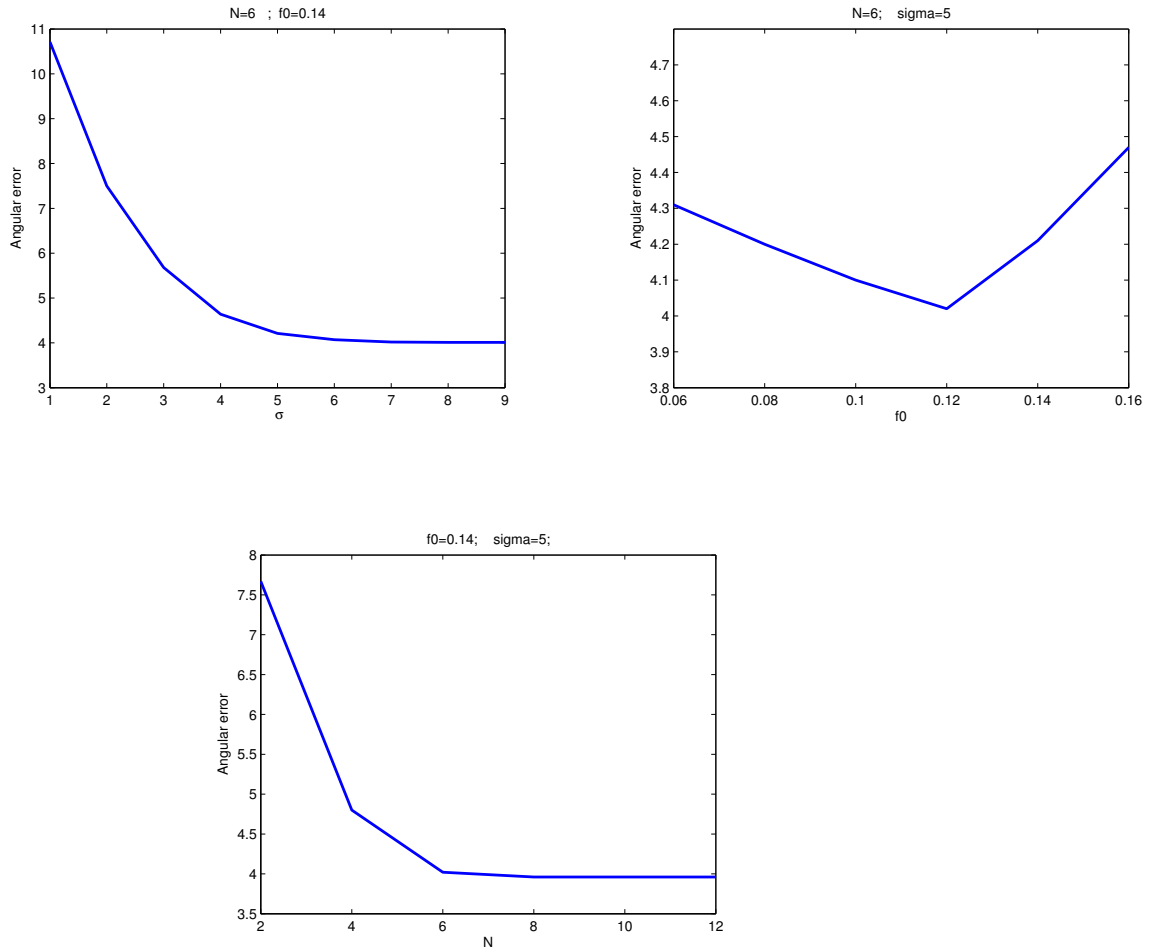 N=6 ; f0=0.14
11
10
9
8
7
6
5
4
3
Angular error
1 2 3 4 5 6 7 8 9
σ
N=6; sigma=5
4.7
4.6
4.5
4.4
4.3
4.2
4.1
4
3.9
3.8
Angular error
0.06 0.08 0.1 0.12 0.14 0.16
f0
f0=0.14; sigma=5;
8
7.5
7
6.5
6
5.5
5
4.5
4
3.5
Angular error
2 4 6 8 10 12
N